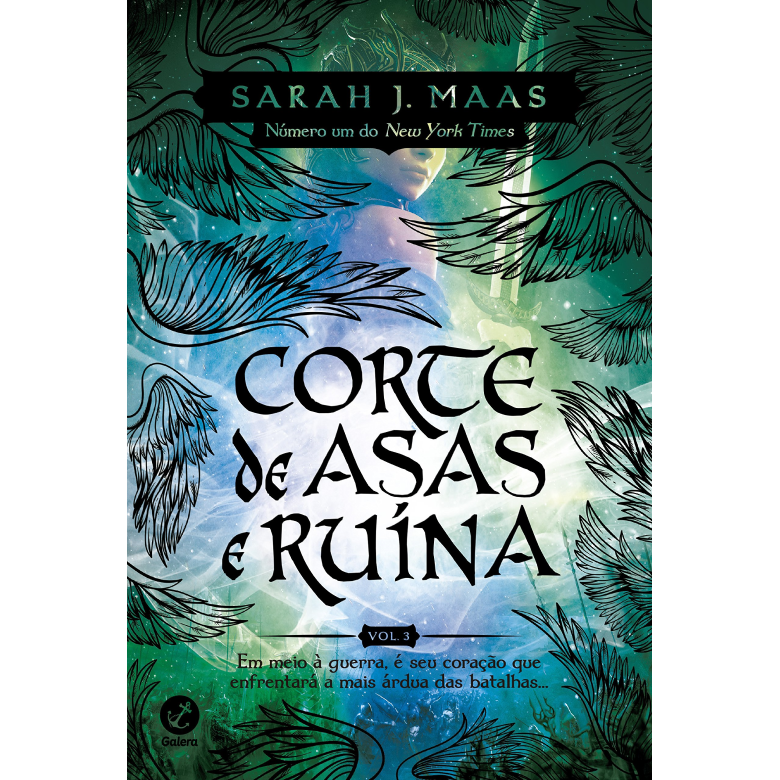 SARAH J. MAAS
Número um do New York Times
CORTE
DE ASAS
E RUÍNA
VOL. 3
Em meio à guerra, é seu coração que
enfrentará a mais árdua das batalhas...
Galera